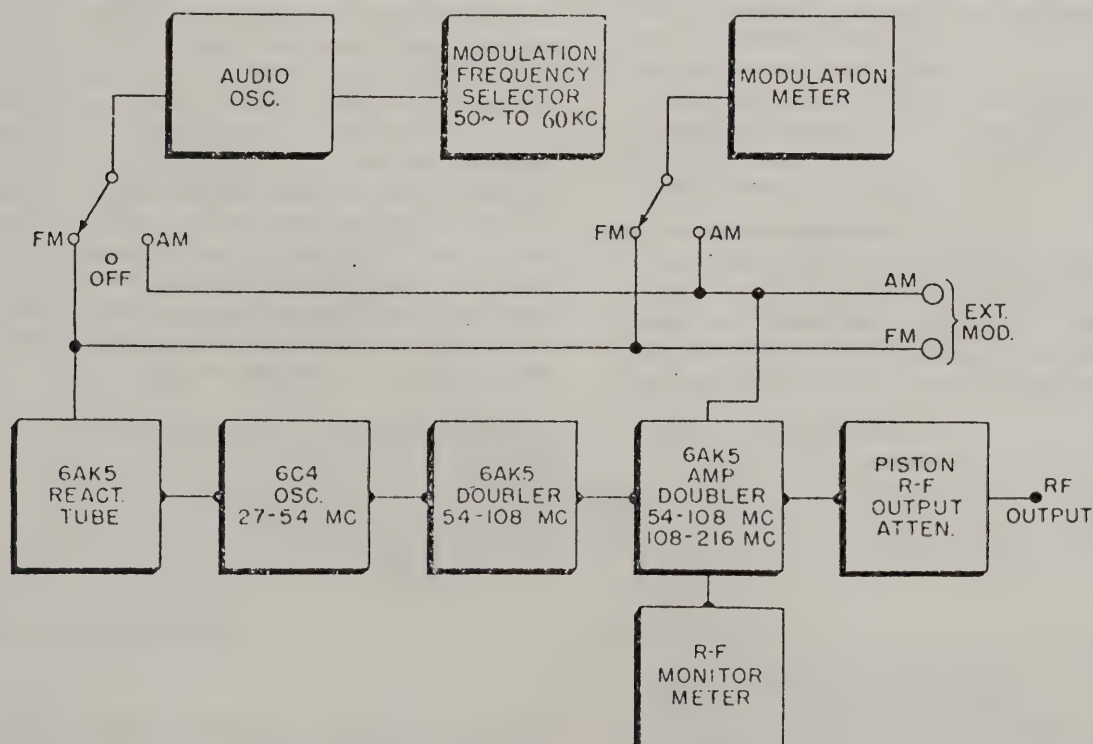 AUDIO
OSC.
MODULATION
FREQUENCY
SELECTOR
50~ TO 60KC
MODULATION
METER
FM
AM
OFF
FM
AM
AM
FM
EXT.
MOD.
6AK5
REACT.
TUBE
6C4
OSC.
27-54 MC
6AK5
DOUBLER
54-108 MC
6AK5
AMP
DOUBLER
54-108 MC
108-216 MC
PISTON
R-F
OUTPUT
ATTEN.
RF
OUTPUT
R-F
MONITOR
METER